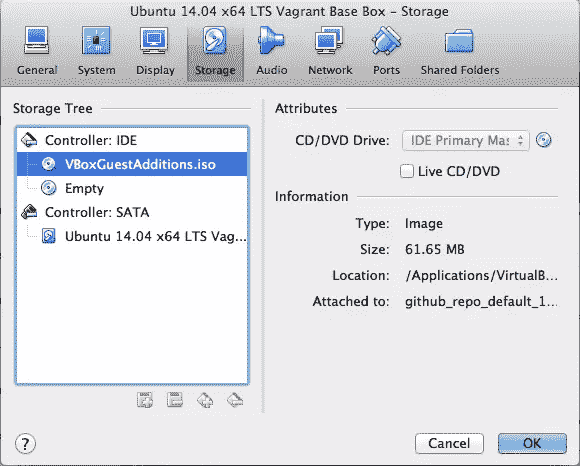 Ubuntu 14.04 x64 LTS Vagrant Base Box – Storage
General System Display Storage Audio Network Ports Shared Folders
Storage Tree
Controller: IDE
VBoxGuestAdditions.iso
Empty
Controller: SATA
Ubuntu 14.04 x64 LTS Vag...
Attributes
CD/DVD Drive: IDE Primary Mas
Live CD/DVD
Information
Type: Image
Size: 61.65 MB
Location: /Applications/VirtualB...
Attached to: github_repo_default_1...
?
Cancel OK